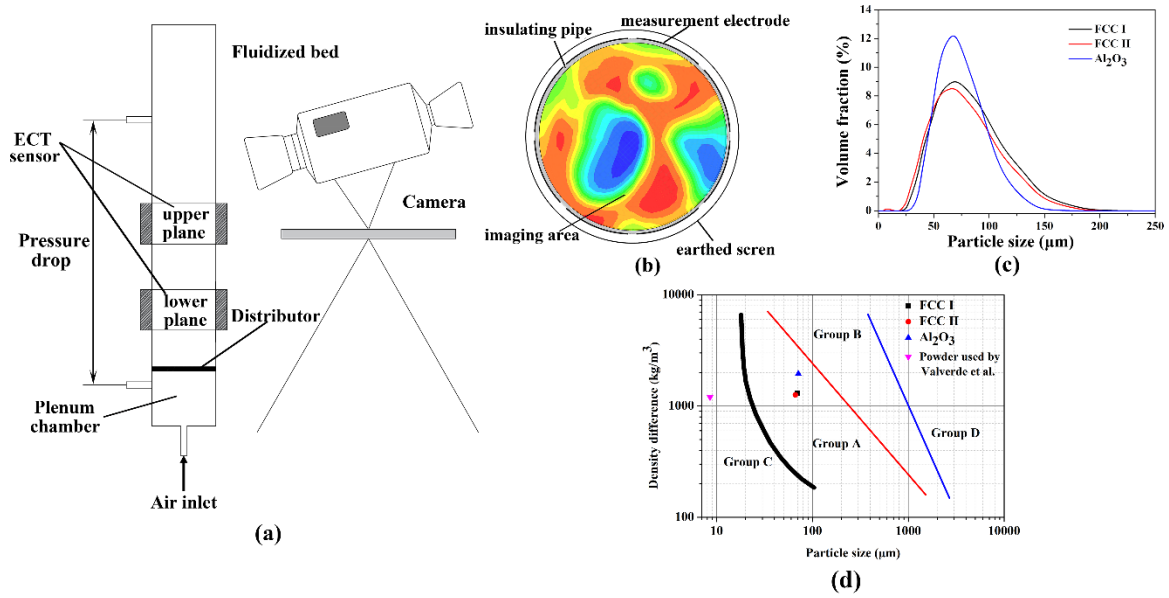 Fluidized bed
ECT
sensor
upper
plane
Pressure
drop
lower
plane
Distributor
Plenum
chamber
Air inlet
Camera
(a)
insulating pipe
measurement electrode
imaging area
earthed scren
(b)
Volume fraction (%)
14
12
10
8
6
4
2
0
0 50 100 150 200 250
Particle size (µm)
FCC I
FCC II
Al₂O₃
(c)
Density difference (kg/m³)
10000
1000
100
10 100 1000 10000
Particle size (µm)
Group B
Group A
Group C
Group D
FCC I
FCC II
Al₂O₃
Powder used by
Valverde et al.
(d)